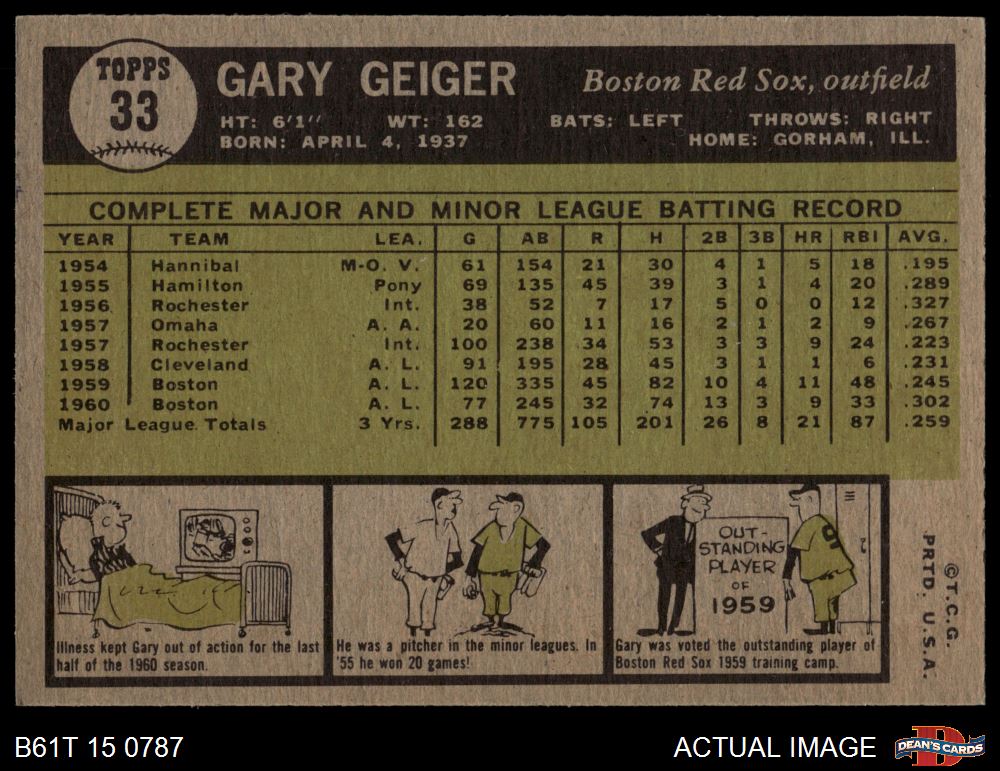 TOPPS
33
GARY GEIGER
Boston Red Sox, outfield
HT: 6'1'' WT: 162 BATS: LEFT THROWS: RIGHT
BORN: APRIL 4, 1937 HOME: GORHAM, ILL.
COMPLETE MAJOR AND MINOR LEAGUE BATTING RECORD
YEAR TEAM LEA. G AB R H 2B 3B HR RBI AVG.
1954 Hannibal M-O. V. 61 154 21 30 4 1 5 18 .195
1955 Hamilton Pony 69 135 45 39 3 1 4 20 .289
1956 Rochester Int. 38 52 7 17 5 0 0 12 .327
1957 Omaha A. A. 20 60 11 16 2 1 2 9 .267
1957 Rochester Int. 100 238 34 53 3 3 9 24 .223
1958 Cleveland A. L. 91 195 28 45 3 1 1 6 .231
1959 Boston A. L. 120 335 45 82 10 4 11 48 .245
1960 Boston A. L. 77 245 32 74 13 3 9 33 .302
Major League Totals 3 Yrs. 288 775 105 201 26 8 21 87 .259
Illness kept Gary out of action for the last
half of the 1960 season.
He was a pitcher in the minor leagues. In
'55 he won 20 games!
OUT-
STANDING
PLAYER
OF
1959
9
Gary was voted the outstanding player of
Boston Red Sox 1959 training camp.
©T.C.G.
PRTD. U.S.A.
B61T 15 0787
ACTUAL IMAGE
DEAN'S CARDS